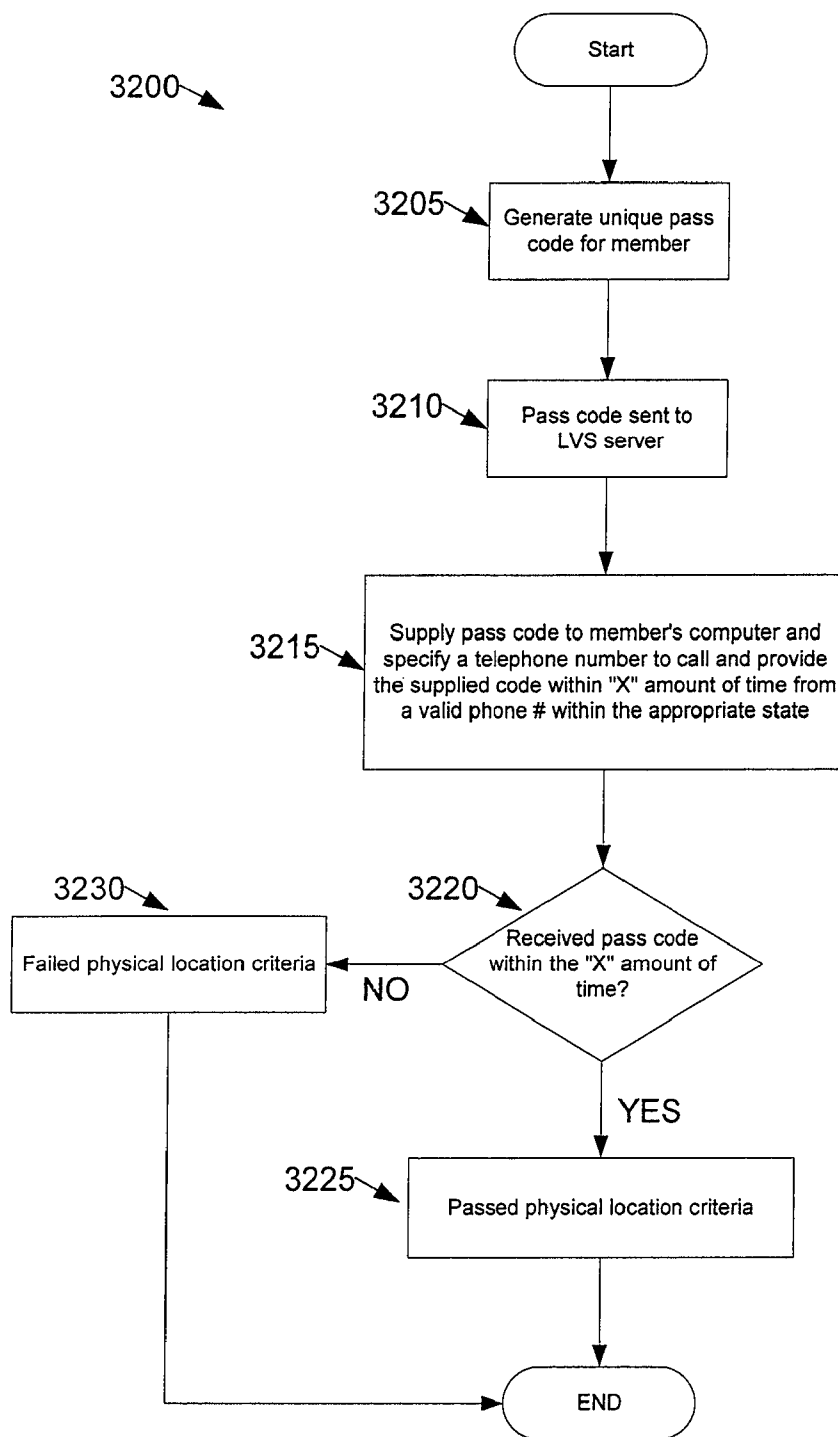 Start
3200
3205
Generate unique pass
code for member
3210
Pass code sent to
LVS server
3215
Supply pass code to member's computer and
specify a telephone number to call and provide
the supplied code within "X" amount of time from
a valid phone # within the appropriate state
3220
Received pass code
within the "X" amount of
time?
3230
Failed physical location criteria
NO
YES
3225
Passed physical location criteria
END